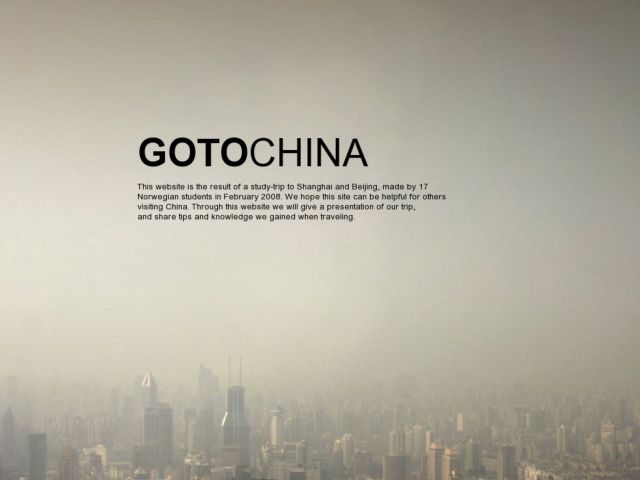 GOTOCHINA
This website is the result of a study-trip to Shanghai and Beijing, made by 17
Norwegian students in February 2008. We hope this site can be helpful for others
visiting China. Through this website we will give a presentation of our trip,
and share tips and knowledge we gained when traveling.